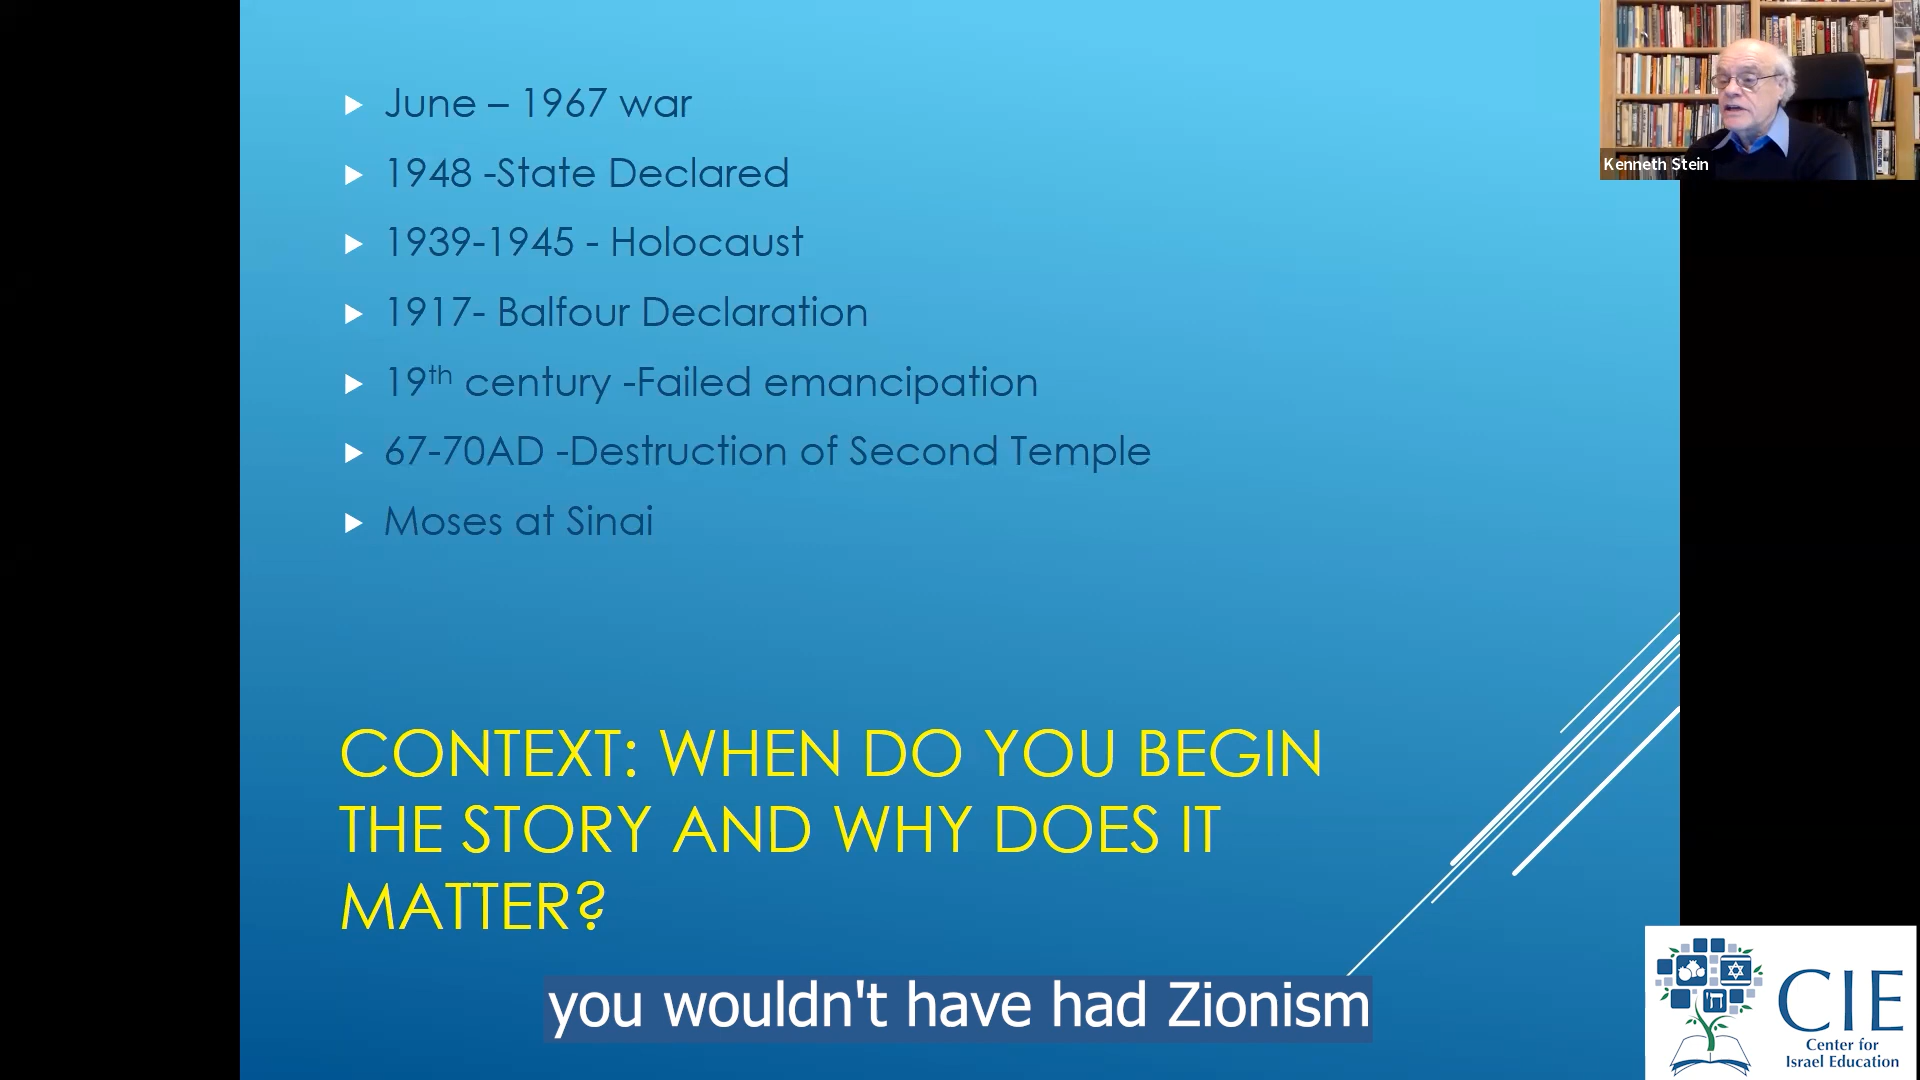 June – 1967 war
1948 -State Declared
1939-1945 - Holocaust
1917- Balfour Declaration
19th century -Failed emancipation
67-70AD -Destruction of Second Temple
Moses at Sinai
CONTEXT: WHEN DO YOU BEGIN
THE STORY AND WHY DOES IT
MATTER?
you wouldn't have had Zionism
Kenneth Stein
CIE
Center for
Israel Education